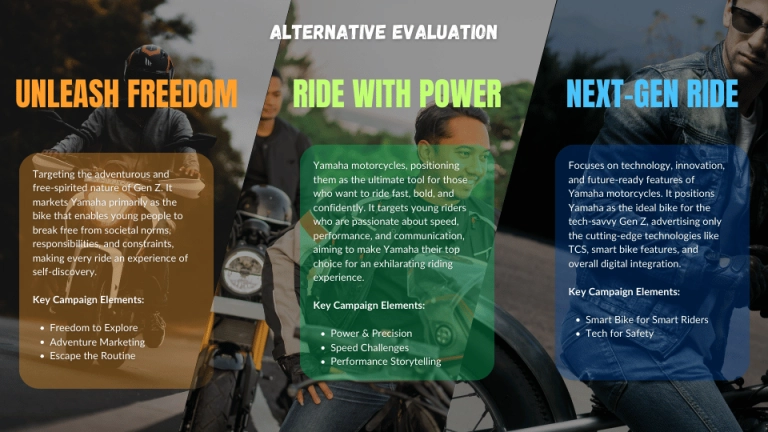 ALTERNATIVE EVALUATION
UNLEASH FREEDOM
Targeting the adventurous and
free-spirited nature of Gen Z. It
markets Yamaha primarily as the
bike that enables young people to
break free from societal norms,
responsibilities, and constraints,
making every ride an experience of
self-discovery.
Key Campaign Elements:
• Freedom to Explore
• Adventure Marketing
• Escape the Routine
RIDE WITH POWER
Yamaha motorcycles, positioning
them as the ultimate tool for those
who want to ride fast, bold, and
confidently. It targets young riders
who are passionate about speed,
performance, and communication,
aiming to make Yamaha their top
choice for an exhilarating riding
experience.
Key Campaign Elements:
• Power & Precision
• Speed Challenges
• Performance Storytelling
NEXT-GEN RIDE
Focuses on technology, innovation,
and future-ready features of
Yamaha motorcycles. It positions
Yamaha as the ideal bike for the
tech-savvy Gen Z, advertising only
the cutting-edge technologies like
TCS, smart bike features, and
overall digital integration.
Key Campaign Elements:
• Smart Bike for Smart Riders
• Tech for Safety